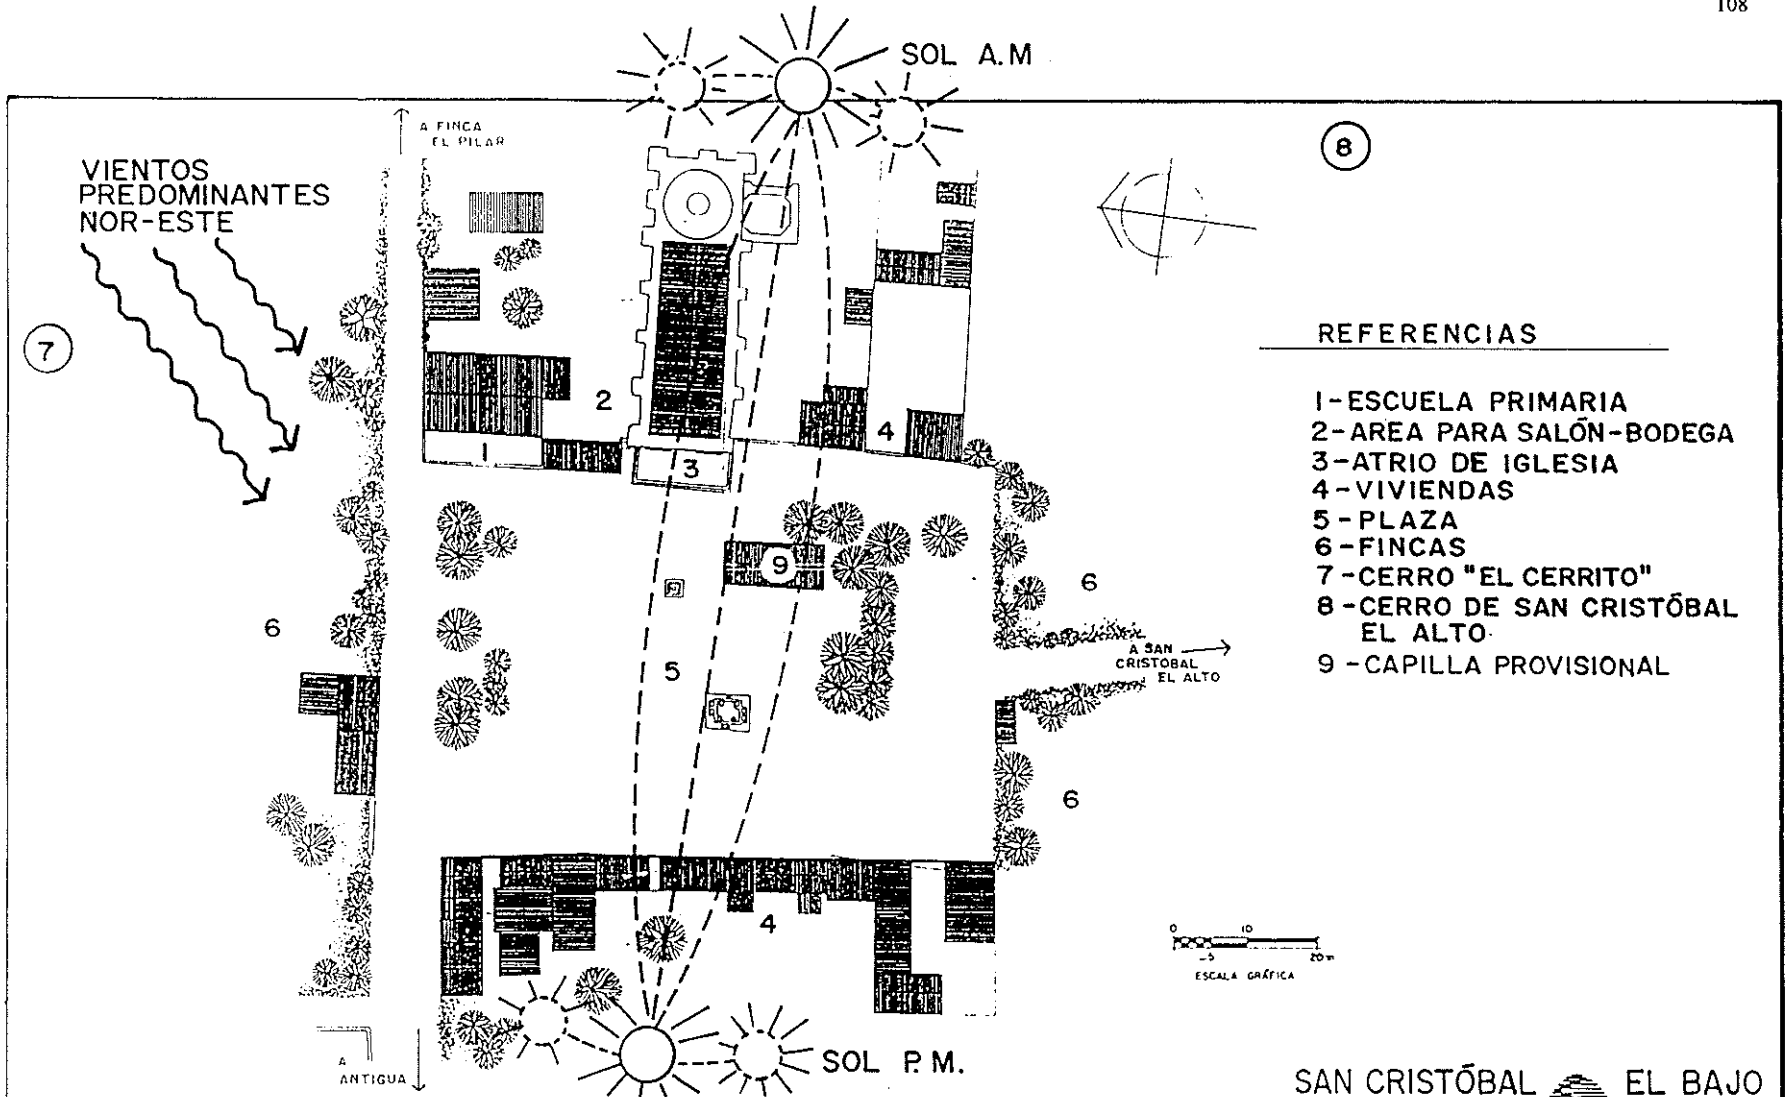 108
SOL A.M
A FINCA
EL PILAR
VIENTOS
PREDOMINANTES
NOR-ESTE
8
7
REFERENCIAS
1-ESCUELA PRIMARIA
2-AREA PARA SALÓN-BODEGA
3-ATRIO DE IGLESIA
4-VIVIENDAS
5-PLAZA
6-FINCAS
7-CERRO "EL CERRITO"
8-CERRO DE SAN CRISTÓBAL
EL ALTO
9-CAPILLA PROVISIONAL
2
4
1
3
9
6
6
5
A SAN
CRISTOBAL
EL ALTO
6
4
0 10
5 20m
ESCALA GRÁFICA
SOL P.M.
A
ANTIGUA
SAN CRISTÓBAL EL BAJO